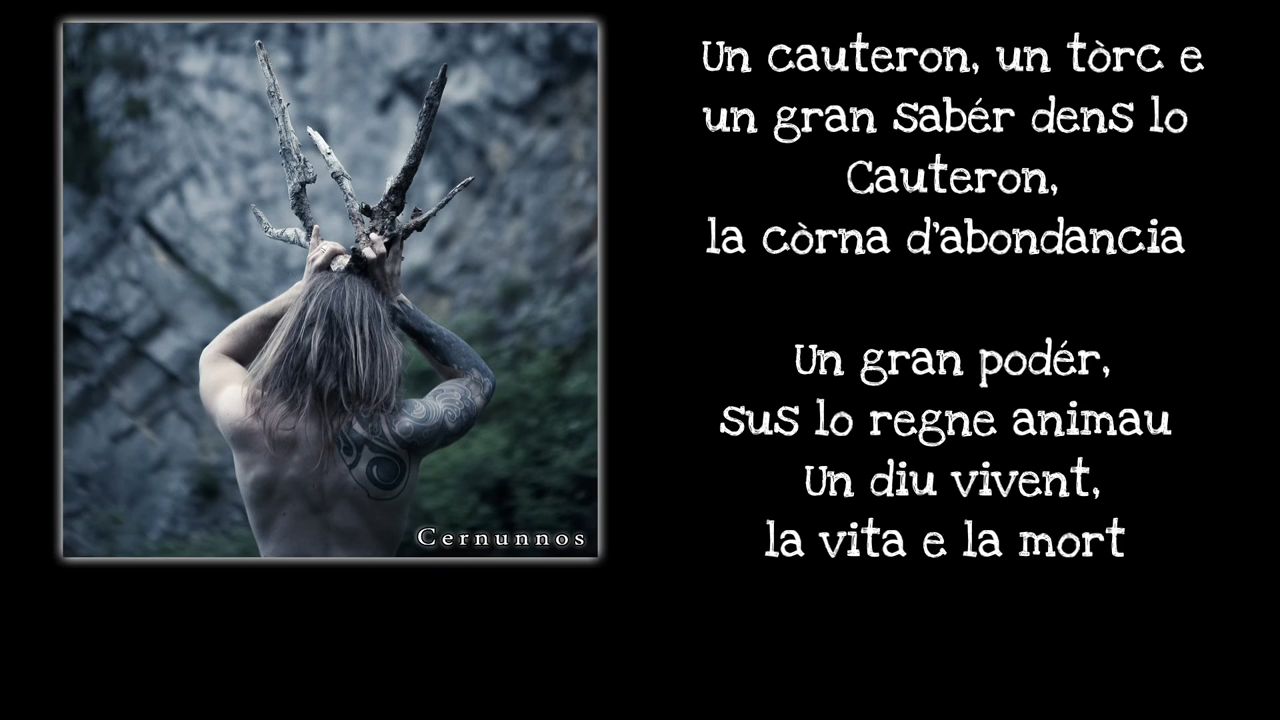 Un cauteron, un tòrc e
un gran sabér dens lo
Cauteron,
la còrna d'abondancia
Un gran podér,
sus lo regne animau
Un diu vivent,
la vita e la mort
Cernunnos